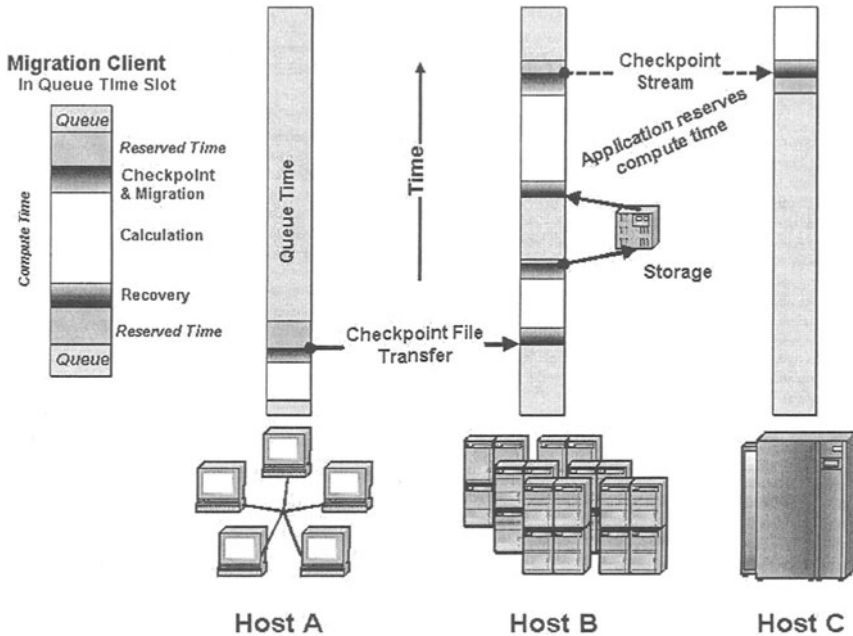 Migration Client
In Queue Time Slot
Queue
Reserved Time
Checkpoint
& Migration
Compute Time
Calculation
Recovery
Reserved Time
Queue
Queue Time
Time
Checkpoint
Stream
Application reserves
compute time
Storage
Checkpoint File
Transfer
Host A
Host B
Host C